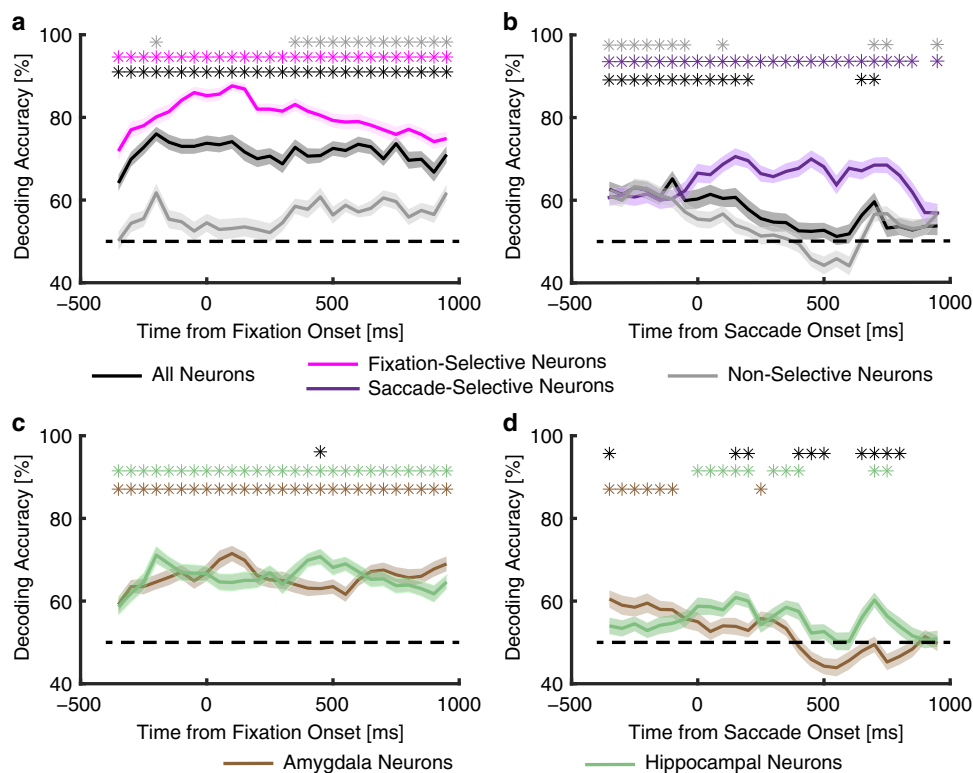 a
b
Decoding Accuracy [%]
100
80
60
40
-500
0
500
1000
Time from Fixation Onset [ms]
Decoding Accuracy [%]
100
80
60
40
-500
0
500
1000
Time from Saccade Onset [ms]
All Neurons
Fixation-Selective Neurons
Saccade-Selective Neurons
Non-Selective Neurons
c
d
Decoding Accuracy [%]
100
80
60
40
-500
0
500
1000
Time from Fixation Onset [ms]
Decoding Accuracy [%]
100
80
60
40
-500
0
500
1000
Time from Saccade Onset [ms]
Amygdala Neurons
Hippocampal Neurons